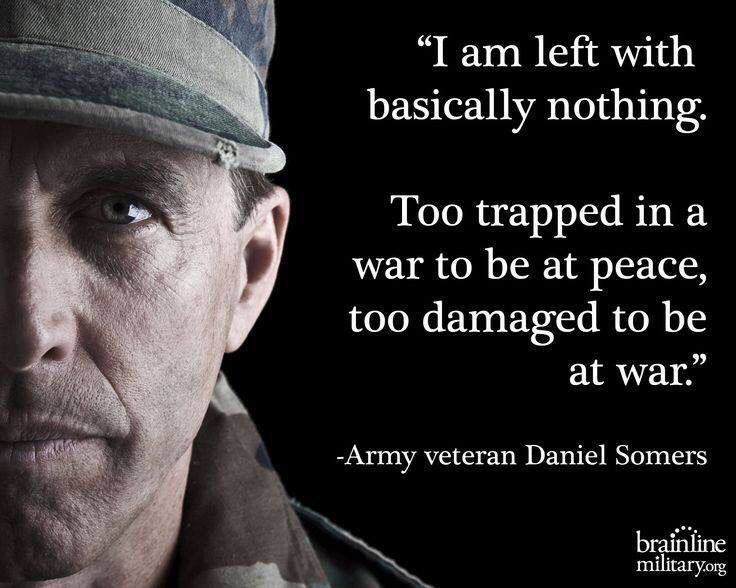 “I am left with
basically nothing.
Too trapped in a
war to be at peace,
too damaged to be
at war.”
-Army veteran Daniel Somers
brainline
military.org